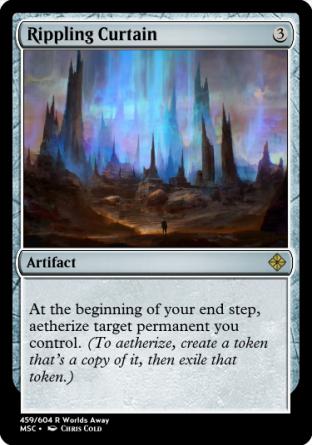 Rippling Curtain 3
Artifact
At the beginning of your end step,
aetherize target permanent you
control. (To aetherize, create a token
that's a copy of it, then exile that
token.)
459/604 R Worlds Away
MSC • Chris Cold